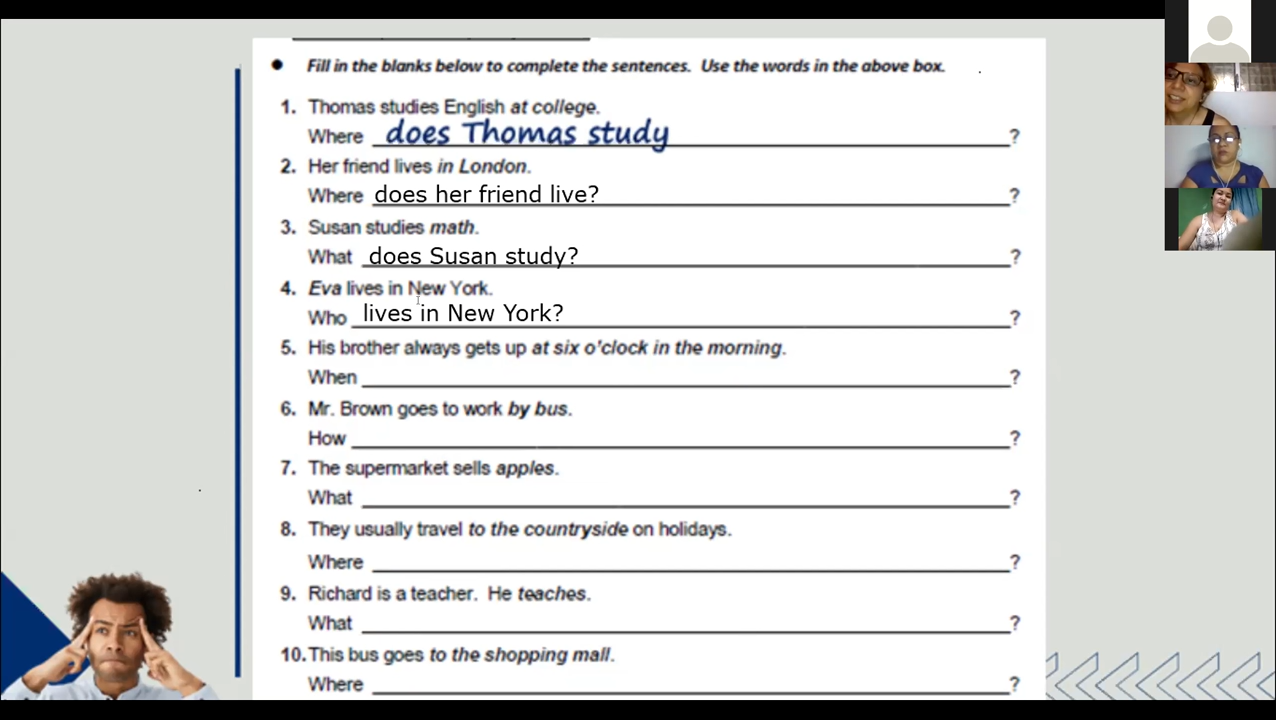 ● Fill in the blanks below to complete the sentences. Use the words in the above box.
1. Thomas studies English at college.
Where does Thomas study ?
2. Her friend lives in London.
Where does her friend live? ?
3. Susan studies math.
What does Susan study? ?
4. Eva lives in New York.
Who lives in New York? ?
5. His brother always gets up at six o'clock in the morning.
When ?
6. Mr. Brown goes to work by bus.
How ?
7. The supermarket sells apples.
What ?
8. They usually travel to the countryside on holidays.
Where ?
9. Richard is a teacher. He teaches.
What ?
10. This bus goes to the shopping mall.
Where ?